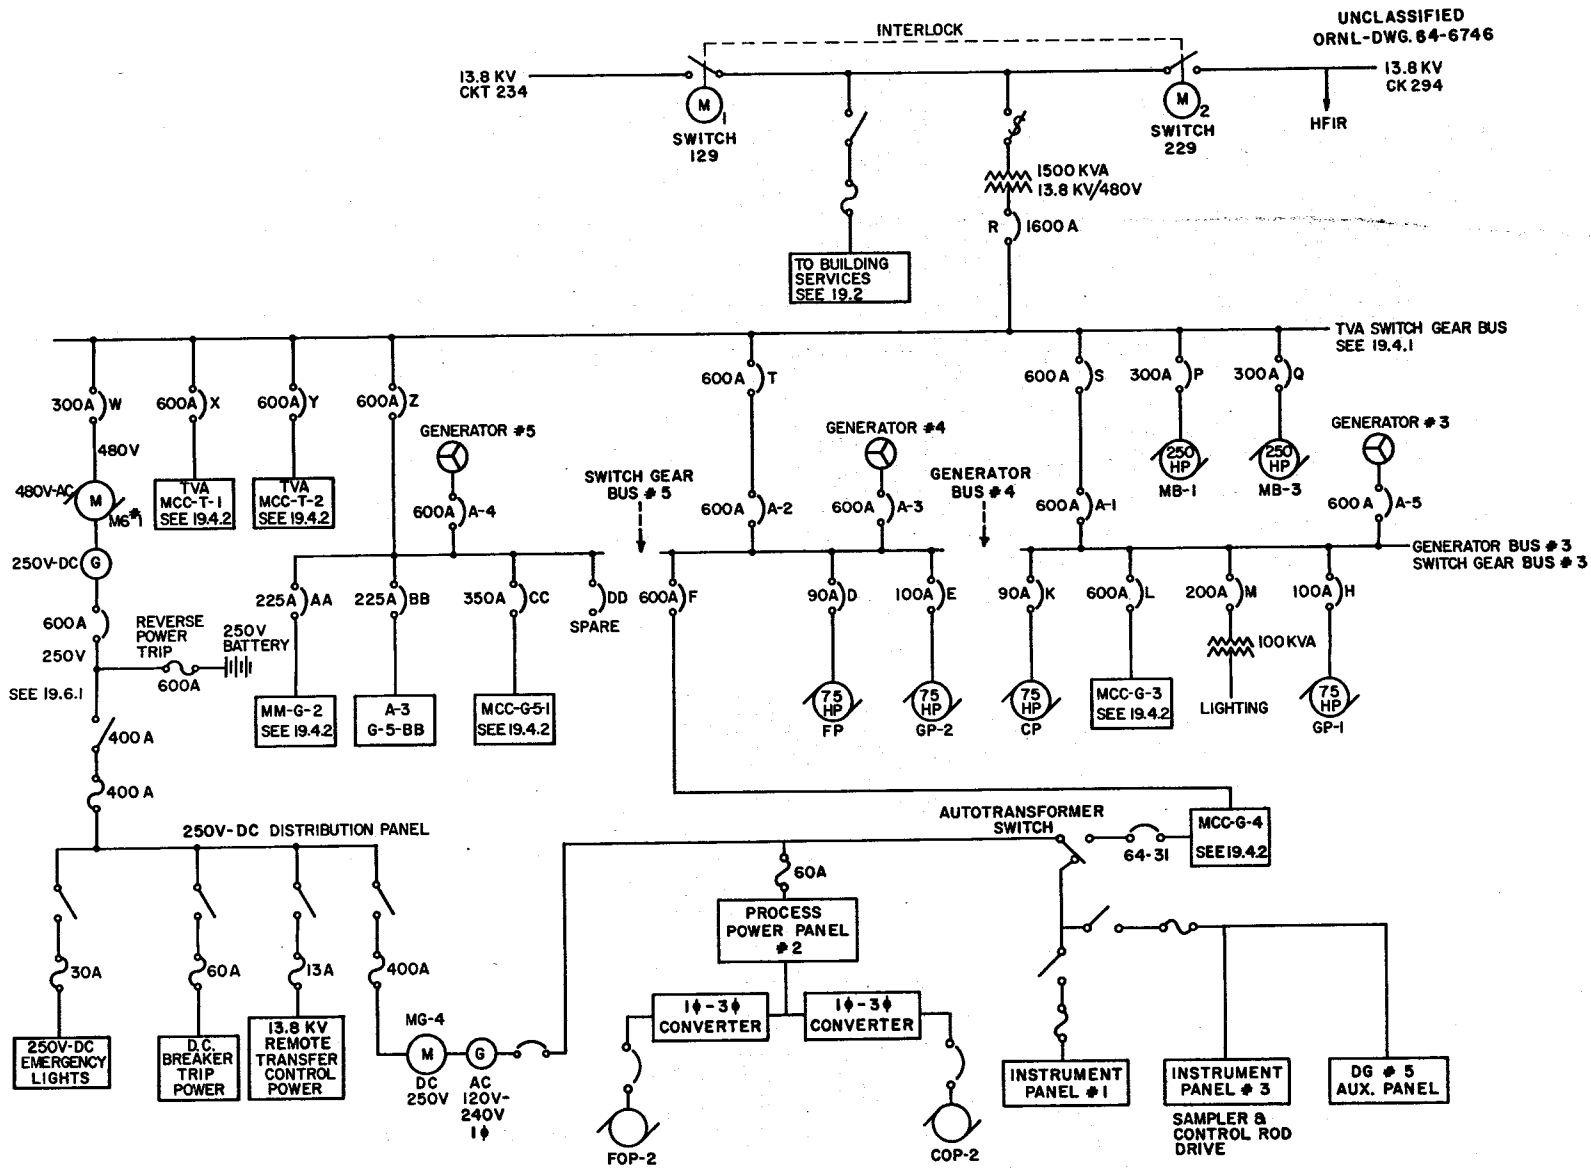 UNCLASSIFIED
ORNL-DWG. 64-6746
INTERLOCK
13.8 KV
CKT 234
M
1
SWITCH
129
M
2
SWITCH
229
13.8 KV
CK 294
HFIR
1500 KVA
13.8 KV/480V
R
1600 A
TO BUILDING
SERVICES
SEE 19.2
TVA SWITCH GEAR BUS
SEE 19.4.1
300A W
600A X
600A Y
600A Z
600A T
600A S
300A P
300A Q
480V
480V-AC
M
M6#1
TVA
MCC-T-1
SEE 19.4.2
TVA
MCC-T-2
SEE 19.4.2
GENERATOR #5
600A A-4
SWITCH GEAR
BUS # 5
600A A-2
GENERATOR #4
600A A-3
GENERATOR
BUS #4
600A A-1
250
HP
MB-1
250
HP
MB-3
GENERATOR # 3
600A A-5
GENERATOR BUS # 3
SWITCH GEAR BUS # 3
250V-DC
G
600A
250V
SEE 19.6.1
REVERSE
POWER
TRIP
600A
250V
BATTERY
225A AA
225A BB
350A CC
DD
SPARE
600A F
90A D
100A E
90A K
600A L
200A M
100A H
100 KVA
LIGHTING
MM-G-2
SEE 19.4.2
A-3
G-5-BB
MCC-G-5-1
SEE 19.4.2
75
HP
FP
75
HP
GP-2
75
HP
CP
MCC-G-3
SEE 19.4.2
75
HP
GP-1
400 A
400 A
250V-DC DISTRIBUTION PANEL
AUTOTRANSFORMER
SWITCH
64-31
MCC-G-4
SEE 19.4.2
60A
PROCESS
POWER PANEL
# 2
30A
60A
13A
400A
1ϕ-3ϕ
CONVERTER
1ϕ-3ϕ
CONVERTER
250V-DC
EMERGENCY
LIGHTS
D.C.
BREAKER
TRIP
POWER
13.8 KV
REMOTE
TRANSFER
CONTROL
POWER
MG-4
M
DC
250V
G
AC
120V-
240V
1ϕ
FOP-2
COP-2
INSTRUMENT
PANEL #1
INSTRUMENT
PANEL # 3
SAMPLER &
CONTROL ROD
DRIVE
DG # 5
AUX. PANEL